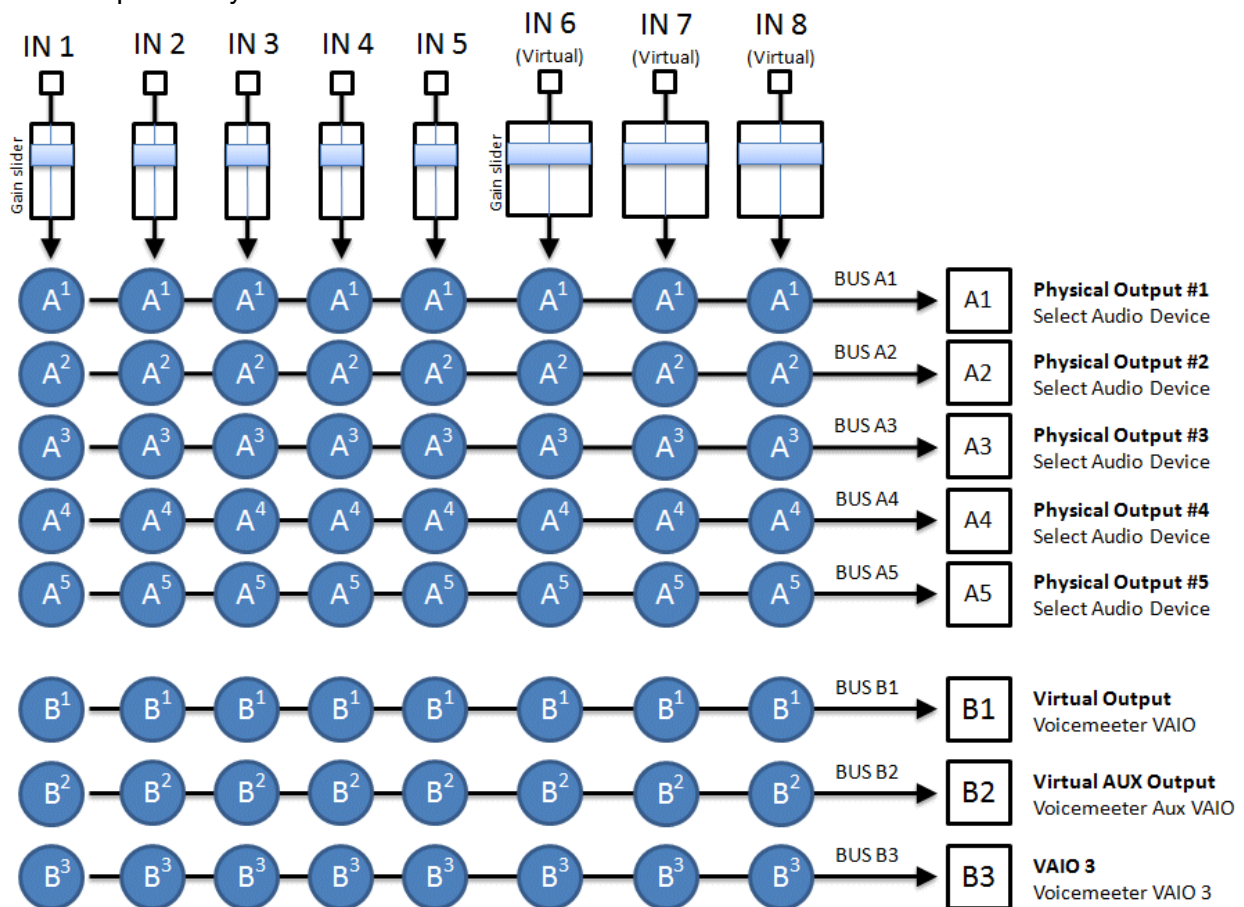 IN 1 IN 2 IN 3 IN 4 IN 5 IN 6 IN 7 IN 8
(Virtual) (Virtual) (Virtual)
Gain slider Gain slider
A1 A1 A1 A1 A1 A1 A1 A1 BUS A1 A1 Physical Output #1
Select Audio Device
A2 A2 A2 A2 A2 A2 A2 A2 BUS A2 A2 Physical Output #2
Select Audio Device
A3 A3 A3 A3 A3 A3 A3 A3 BUS A3 A3 Physical Output #3
Select Audio Device
A4 A4 A4 A4 A4 A4 A4 A4 BUS A4 A4 Physical Output #4
Select Audio Device
A5 A5 A5 A5 A5 A5 A5 A5 BUS A5 A5 Physical Output #5
Select Audio Device
B1 B1 B1 B1 B1 B1 B1 B1 BUS B1 B1 Virtual Output
Voicemeeter VAIO
B2 B2 B2 B2 B2 B2 B2 B2 BUS B2 B2 Virtual AUX Output
Voicemeeter Aux VAIO
B3 B3 B3 B3 B3 B3 B3 B3 BUS B3 B3 VAIO 3
Voicemeeter VAIO 3